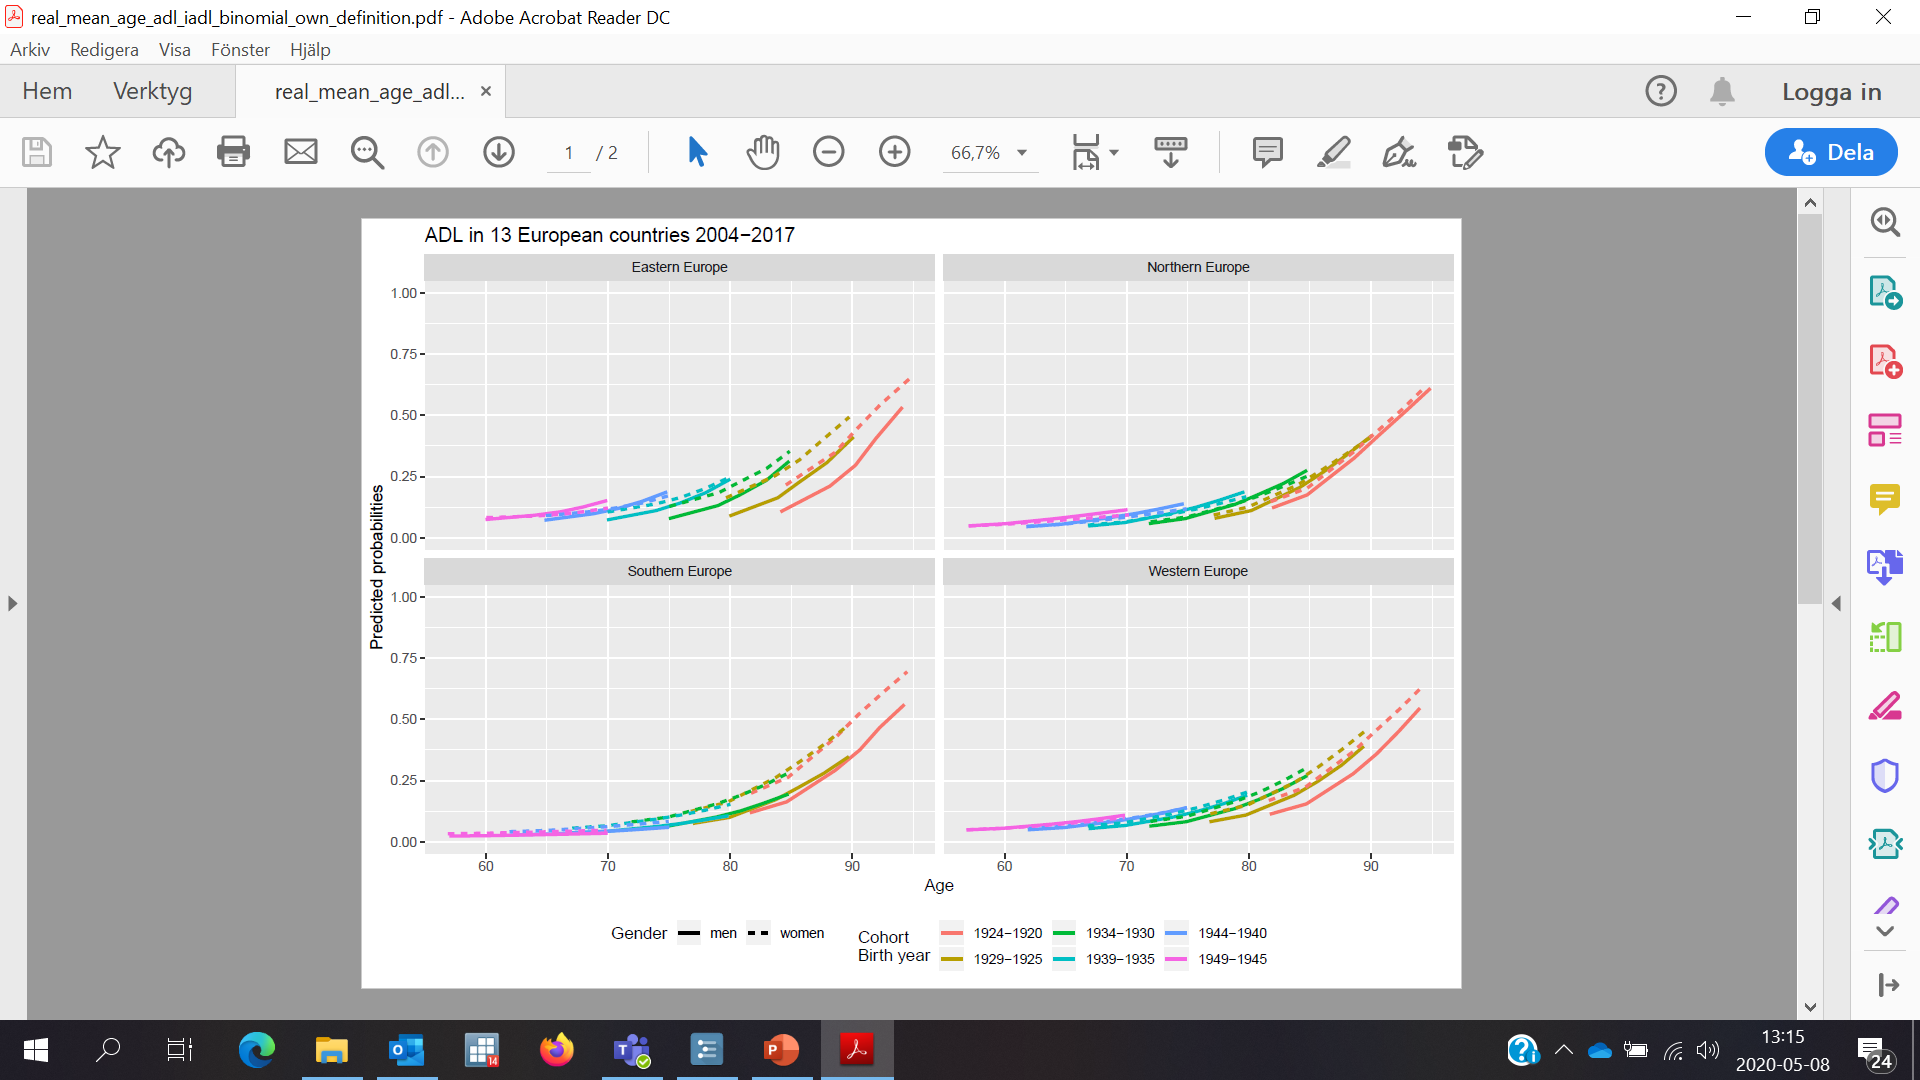 real_mean_age_adl_iadl_binomial_own_definition.pdf - Adobe Acrobat Reader DC
Arkiv Redigera Visa Fönster Hjälp
Hem Verktyg real_mean_age_adl... × Logga in
1 / 2 66,7% Dela
ADL in 13 European countries 2004−2017
Eastern Europe Northern Europe
1.00
0.75
0.50
0.25
0.00
Predicted probabilities
Southern Europe Western Europe
1.00
0.75
0.50
0.25
0.00
60 70 80 90 60 70 80 90
Age
Gender men women
Cohort
Birth year
1924−1920 1934−1930 1944−1940
1929−1925 1939−1935 1949−1945
14
13:15
2020-05-08
24